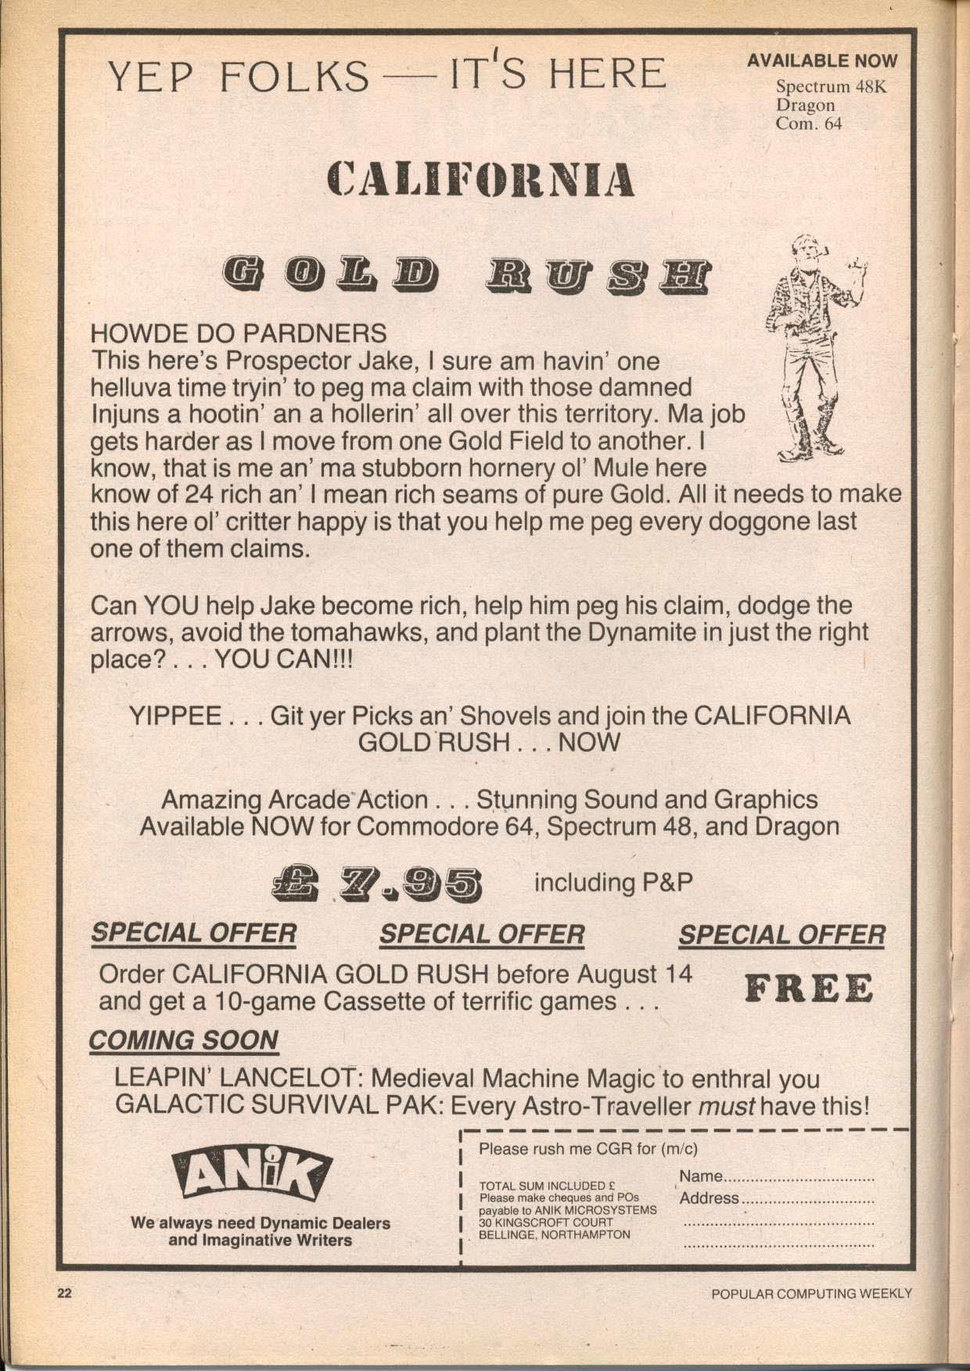 YEP FOLKS — IT'S HERE
AVAILABLE NOW
Spectrum 48K
Dragon
Com. 64
CALIFORNIA
GOLD RUSH
HOWDE DO PARDNERS
This here's Prospector Jake, I sure am havin' one
helluva time tryin' to peg ma claim with those damned
Injuns a hootin' an a hollerin' all over this territory. Ma job
gets harder as I move from one Gold Field to another. I
know, that is me an' ma stubborn hornery ol' Mule here
know of 24 rich an' I mean rich seams of pure Gold. All it needs to make
this here ol' critter happy is that you help me peg every doggone last
one of them claims.
Can YOU help Jake become rich, help him peg his claim, dodge the
arrows, avoid the tomahawks, and plant the Dynamite in just the right
place? . . . YOU CAN!!!
YIPPEE . . . Git yer Picks an' Shovels and join the CALIFORNIA
GOLD RUSH . . . NOW
Amazing Arcade Action . . . Stunning Sound and Graphics
Available NOW for Commodore 64, Spectrum 48, and Dragon
£7.95 including P&P
SPECIAL OFFER SPECIAL OFFER SPECIAL OFFER
Order CALIFORNIA GOLD RUSH before August 14
and get a 10-game Cassette of terrific games . . .
FREE
COMING SOON
LEAPIN' LANCELOT: Medieval Machine Magic to enthral you
GALACTIC SURVIVAL PAK: Every Astro-Traveller must have this!
ANiK
We always need Dynamic Dealers
and Imaginative Writers
Please rush me CGR for (m/c)
TOTAL SUM INCLUDED £
Please make cheques and POs
payable to ANIK MICROSYSTEMS
30 KINGSCROFT COURT
BELLINGE, NORTHAMPTON
Name..................................
Address..............................
22
POPULAR COMPUTING WEEKLY